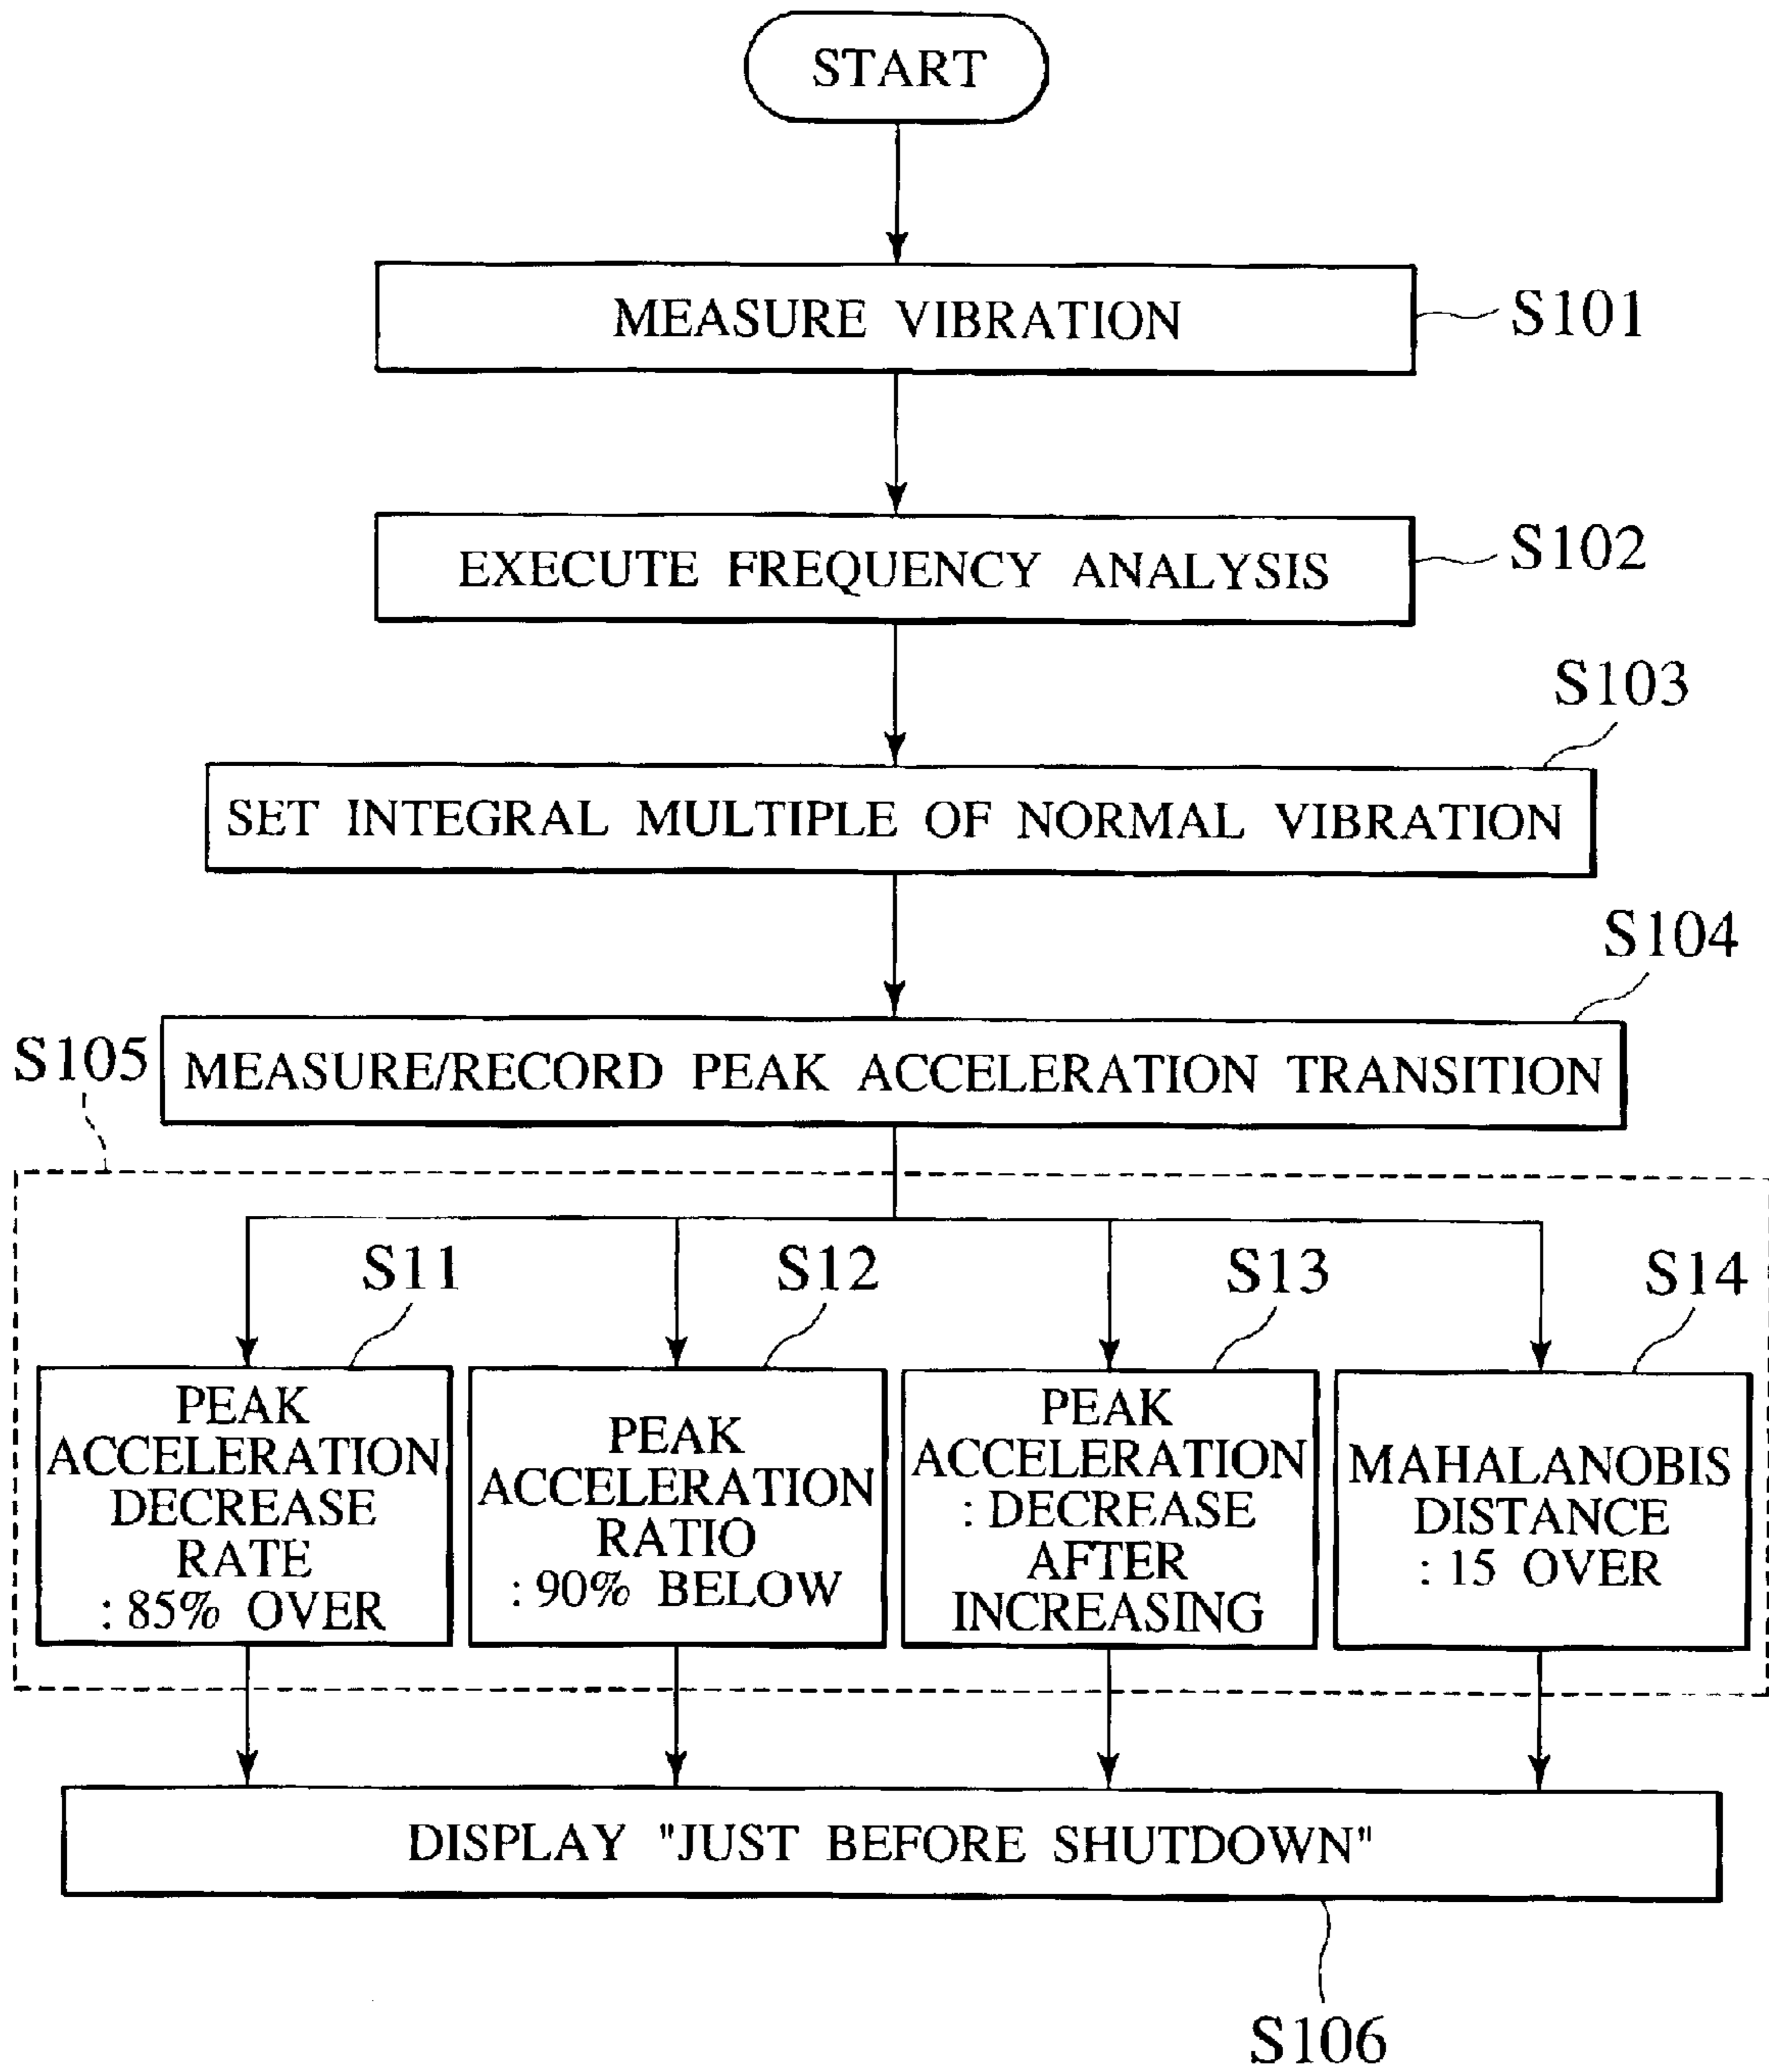 START
MEASURE VIBRATION
S101
EXECUTE FREQUENCY ANALYSIS
S102
S103
SET INTEGRAL MULTIPLE OF NORMAL VIBRATION
S104
S105
MEASURE/RECORD PEAK ACCELERATION TRANSITION
S11
S12
S13
S14
PEAK
ACCELERATION
DECREASE
RATE
: 85% OVER
PEAK
ACCELERATION
RATIO
: 90% BELOW
PEAK
ACCELERATION
: DECREASE
AFTER
INCREASING
MAHALANOBIS
DISTANCE
: 15 OVER
DISPLAY "JUST BEFORE SHUTDOWN"
S106